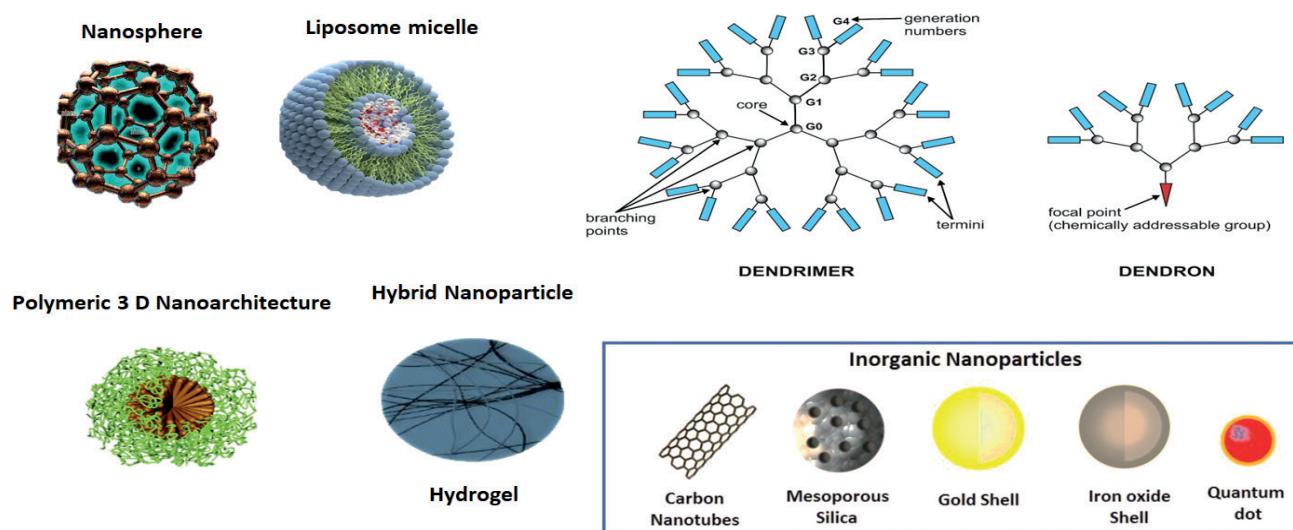 Nanosphere
Liposome micelle
G4
generation
numbers
G3
G2
G1
core
G0
branching
points
termini
DENDRIMER
focal point
(chemically addressable group)
DENDRON
Polymeric 3 D Nanoarchitecture
Hybrid Nanoparticle
Hydrogel
Inorganic Nanoparticles
Carbon
Nanotubes
Mesoporous
Silica
Gold Shell
Iron oxide
Shell
Quantum
dot